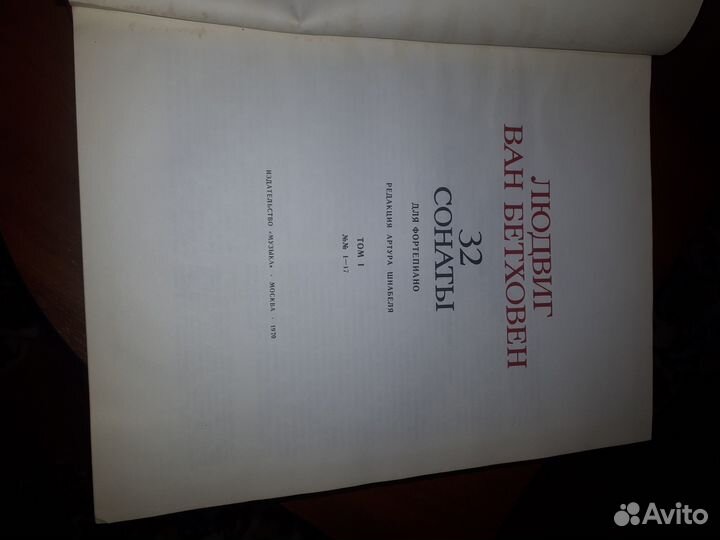 ЛЮДВИГ
ВАН БЕТХОВЕН
32
СОНАТЫ
ДЛЯ ФОРТЕПИАНО
РЕДАКЦИЯ АРТУРА ШНАБЕЛЯ
ТОМ I
№№ 1—17
ИЗДАТЕЛЬСТВО «МУЗЫКА» · МОСКВА · 1970
Avito